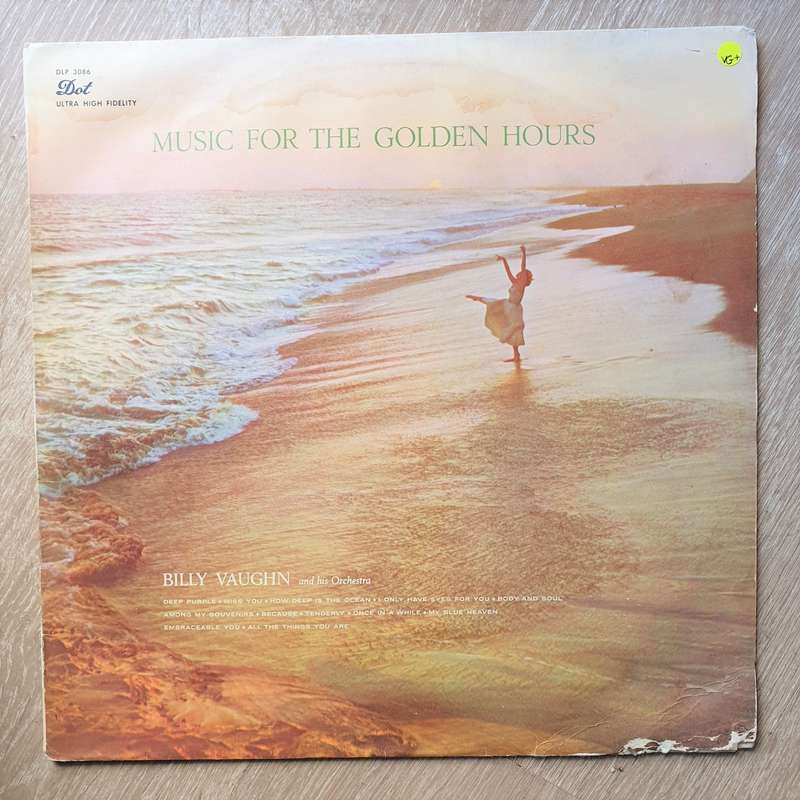 DLP 3086
Dot
ULTRA HIGH FIDELITY
VG+
MUSIC FOR THE GOLDEN HOURS
BILLY VAUGHN and his Orchestra
DEEP PURPLE • MISS YOU • HOW DEEP IS THE OCEAN • I ONLY HAVE EYES FOR YOU • BODY AND SOUL
AMONG MY SOUVENIRS • BECAUSE • TENDERLY • ONCE IN A WHILE • MY BLUE HEAVEN
EMBRACEABLE YOU • ALL THE THINGS YOU ARE